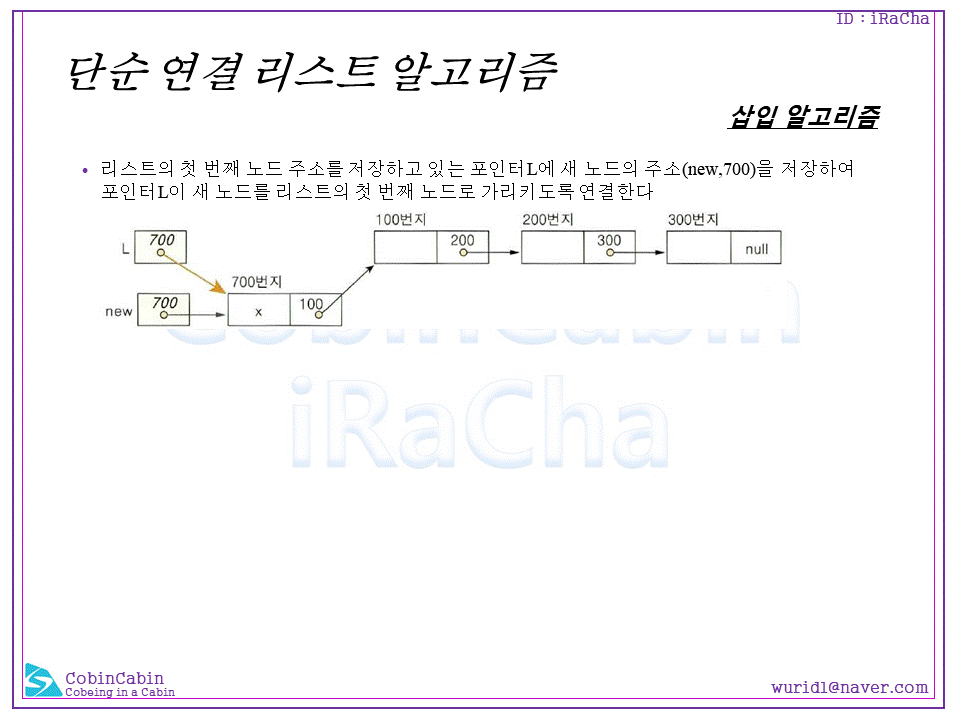 ID : iRaCha
단순 연결 리스트 알고리즘
삽입 알고리즘
• 리스트의 첫 번째 노드 주소를 저장하고 있는 포인터L에 새 노드의 주소(new,700)을 저장하여
포인터L이 새 노드를 리스트의 첫 번째 노드로 가리키도록 연결한다
100번지 200번지 300번지
L 700 200 300 null
700번지
new 700 x 100
CobinCabin
iRaCha
CobinCabin
Cobeing in a Cabin
wurid1@naver.com